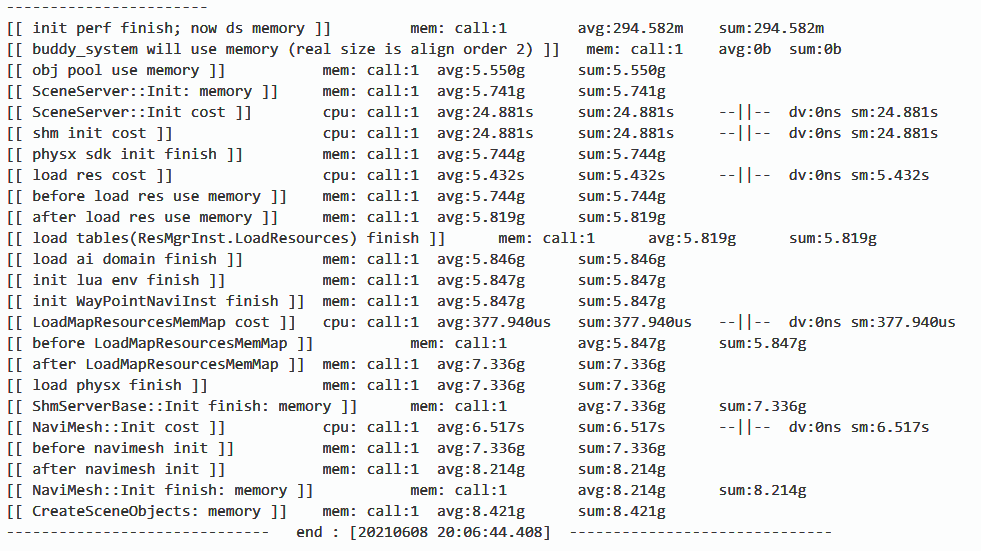 -----------------------
[[ init perf finish; now ds memory ]] mem: call:1 avg:294.582m sum:294.582m
[[ buddy_system will use memory (real size is align order 2) ]] mem: call:1 avg:0b sum:0b
[[ obj pool use memory ]] mem: call:1 avg:5.550g sum:5.550g
[[ SceneServer::Init: memory ]] mem: call:1 avg:5.741g sum:5.741g
[[ SceneServer::Init cost ]] cpu: call:1 avg:24.881s sum:24.881s --||-- dv:0ns sm:24.881s
[[ shm init cost ]] cpu: call:1 avg:24.881s sum:24.881s --||-- dv:0ns sm:24.881s
[[ physx sdk init finish ]] mem: call:1 avg:5.744g sum:5.744g
[[ load res cost ]] cpu: call:1 avg:5.432s sum:5.432s --||-- dv:0ns sm:5.432s
[[ before load res use memory ]] mem: call:1 avg:5.744g sum:5.744g
[[ after load res use memory ]] mem: call:1 avg:5.819g sum:5.819g
[[ load tables(ResMgrInst.LoadResources) finish ]] mem: call:1 avg:5.819g sum:5.819g
[[ load ai domain finish ]] mem: call:1 avg:5.846g sum:5.846g
[[ init lua env finish ]] mem: call:1 avg:5.847g sum:5.847g
[[ init WayPointNaviInst finish ]] mem: call:1 avg:5.847g sum:5.847g
[[ LoadMapResourcesMemMap cost ]] cpu: call:1 avg:377.940us sum:377.940us --||-- dv:0ns sm:377.940us
[[ before LoadMapResourcesMemMap ]] mem: call:1 avg:5.847g sum:5.847g
[[ after LoadMapResourcesMemMap ]] mem: call:1 avg:7.336g sum:7.336g
[[ load physx finish ]] mem: call:1 avg:7.336g sum:7.336g
[[ ShmServerBase::Init finish: memory ]] mem: call:1 avg:7.336g sum:7.336g
[[ NaviMesh::Init cost ]] cpu: call:1 avg:6.517s sum:6.517s --||-- dv:0ns sm:6.517s
[[ before navimesh init ]] mem: call:1 avg:7.336g sum:7.336g
[[ after navimesh init ]] mem: call:1 avg:8.214g sum:8.214g
[[ NaviMesh::Init finish: memory ]] mem: call:1 avg:8.214g sum:8.214g
[[ CreateSceneObjects: memory ]] mem: call:1 avg:8.421g sum:8.421g
------------------------------ end : [20210608 20:06:44.408] ------------------------------